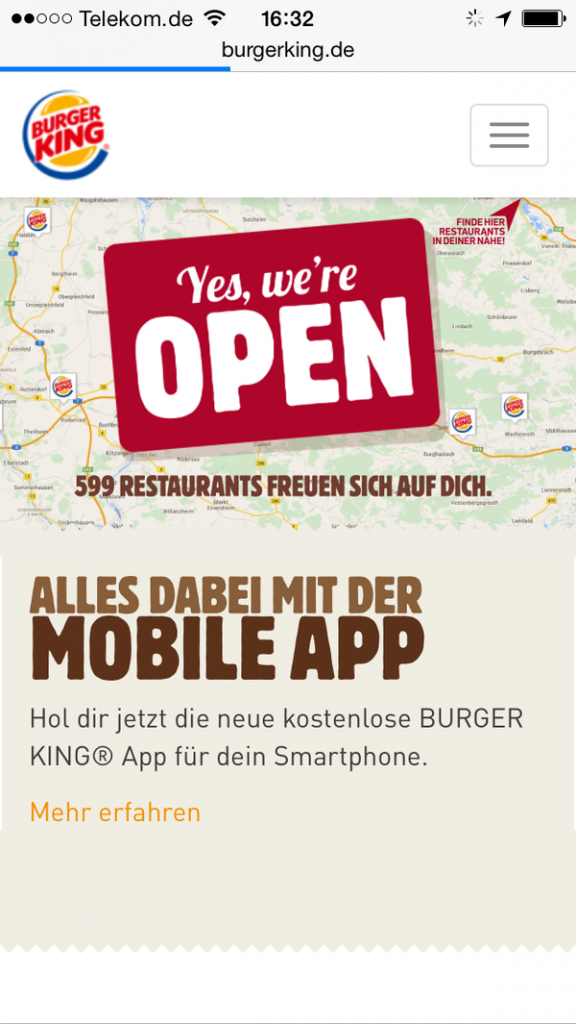 Telekom.de 16:32
burgerking.de
BURGER
KING®
FINDE HIER
RESTAURANTS
IN DEINER NÄHE!
Yes, we're
OPEN
599 RESTAURANTS FREUEN SICH AUF DICH.
ALLES DABEI MIT DER
MOBILE APP
Hol dir jetzt die neue kostenlose BURGER
KING® App für dein Smartphone.
Mehr erfahren